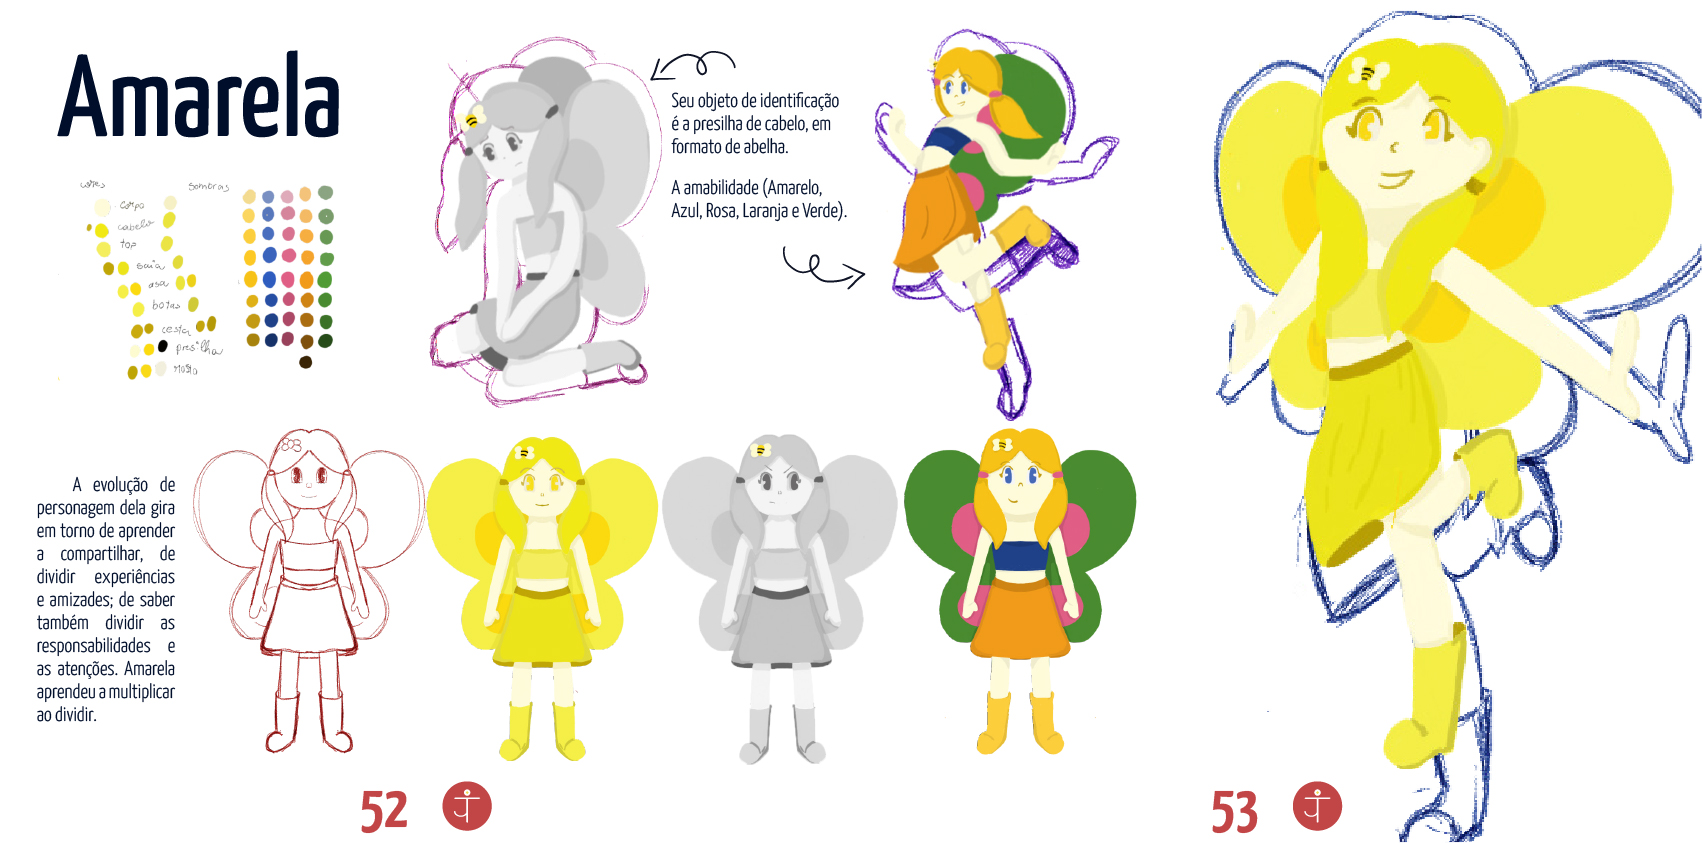 Amarela
cores
sombras
corpo
cabelo
top
saia
asa
botas
cesta
presilha
rosto
Seu objeto de identificação
é a presilha de cabelo, em
formato de abelha.
A amabilidade (Amarelo,
Azul, Rosa, Laranja e Verde).
A evolução de
personagem dela gira
em torno de aprender
a compartilhar, de
dividir experiências
e amizades; de saber
também dividir as
responsabilidades e
as atenções. Amarela
aprendeu a multiplicar
ao dividir.
52
53